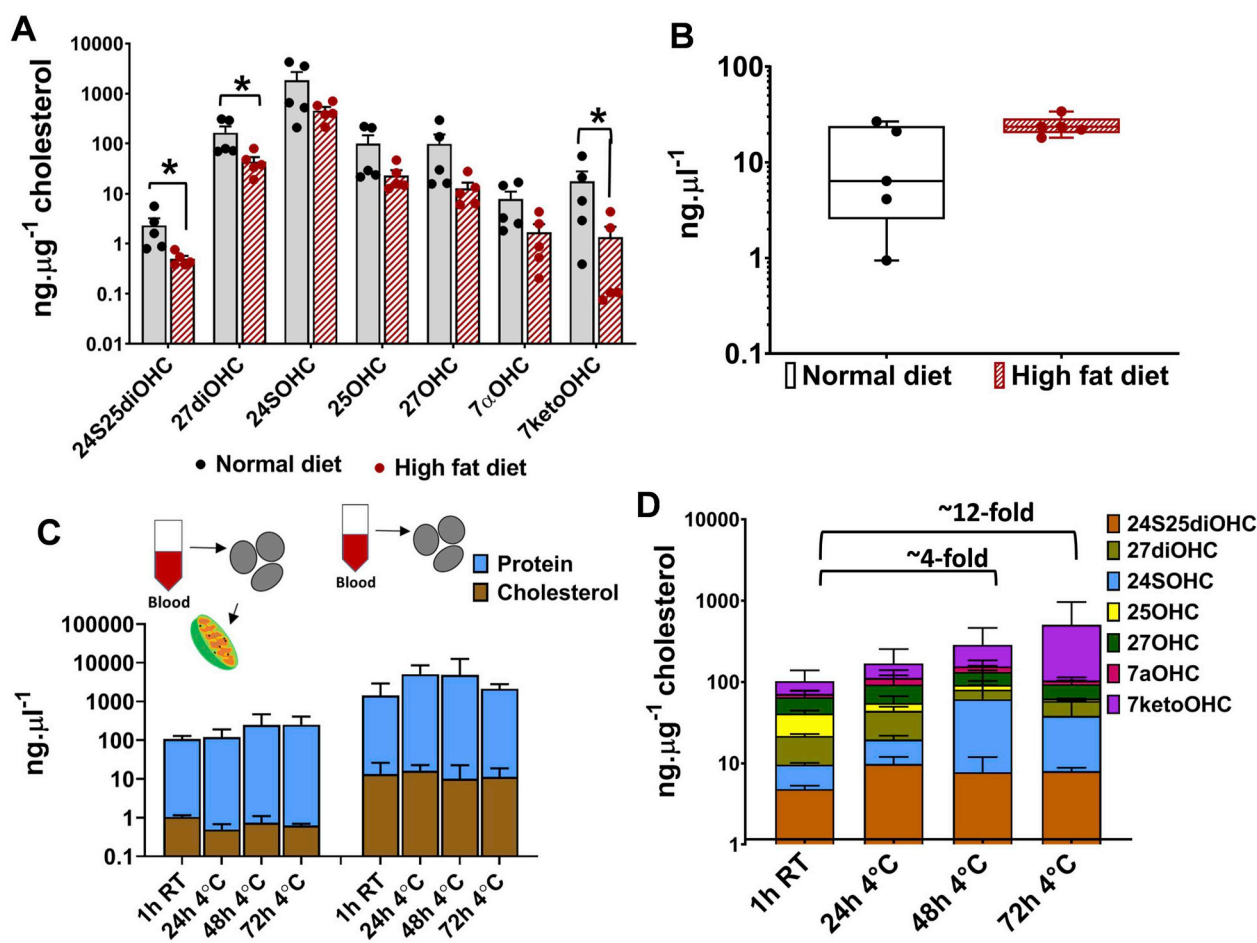 A
ng.µg-1 cholesterol
10000
1000
100
10
1
0.1
0.01
*
*
*
24S25diOHC
27diOHC
24SOHC
25OHC
27OHC
7αOHC
7ketoOHC
Normal diet
High fat diet
B
ng.µl-1
100
10
1
0.1
Normal diet
High fat diet
C
Blood
Blood
Protein
Cholesterol
ng.µl-1
100000
10000
1000
100
10
1
0.1
1h RT
24h 4°C
48h 4°C
72h 4°C
1h RT
24h 4°C
48h 4°C
72h 4°C
D
ng.µg-1 cholesterol
10000
1000
100
10
1
~12-fold
~4-fold
24S25diOHC
27diOHC
24SOHC
25OHC
27OHC
7aOHC
7ketoOHC
1h RT
24h 4°C
48h 4°C
72h 4°C